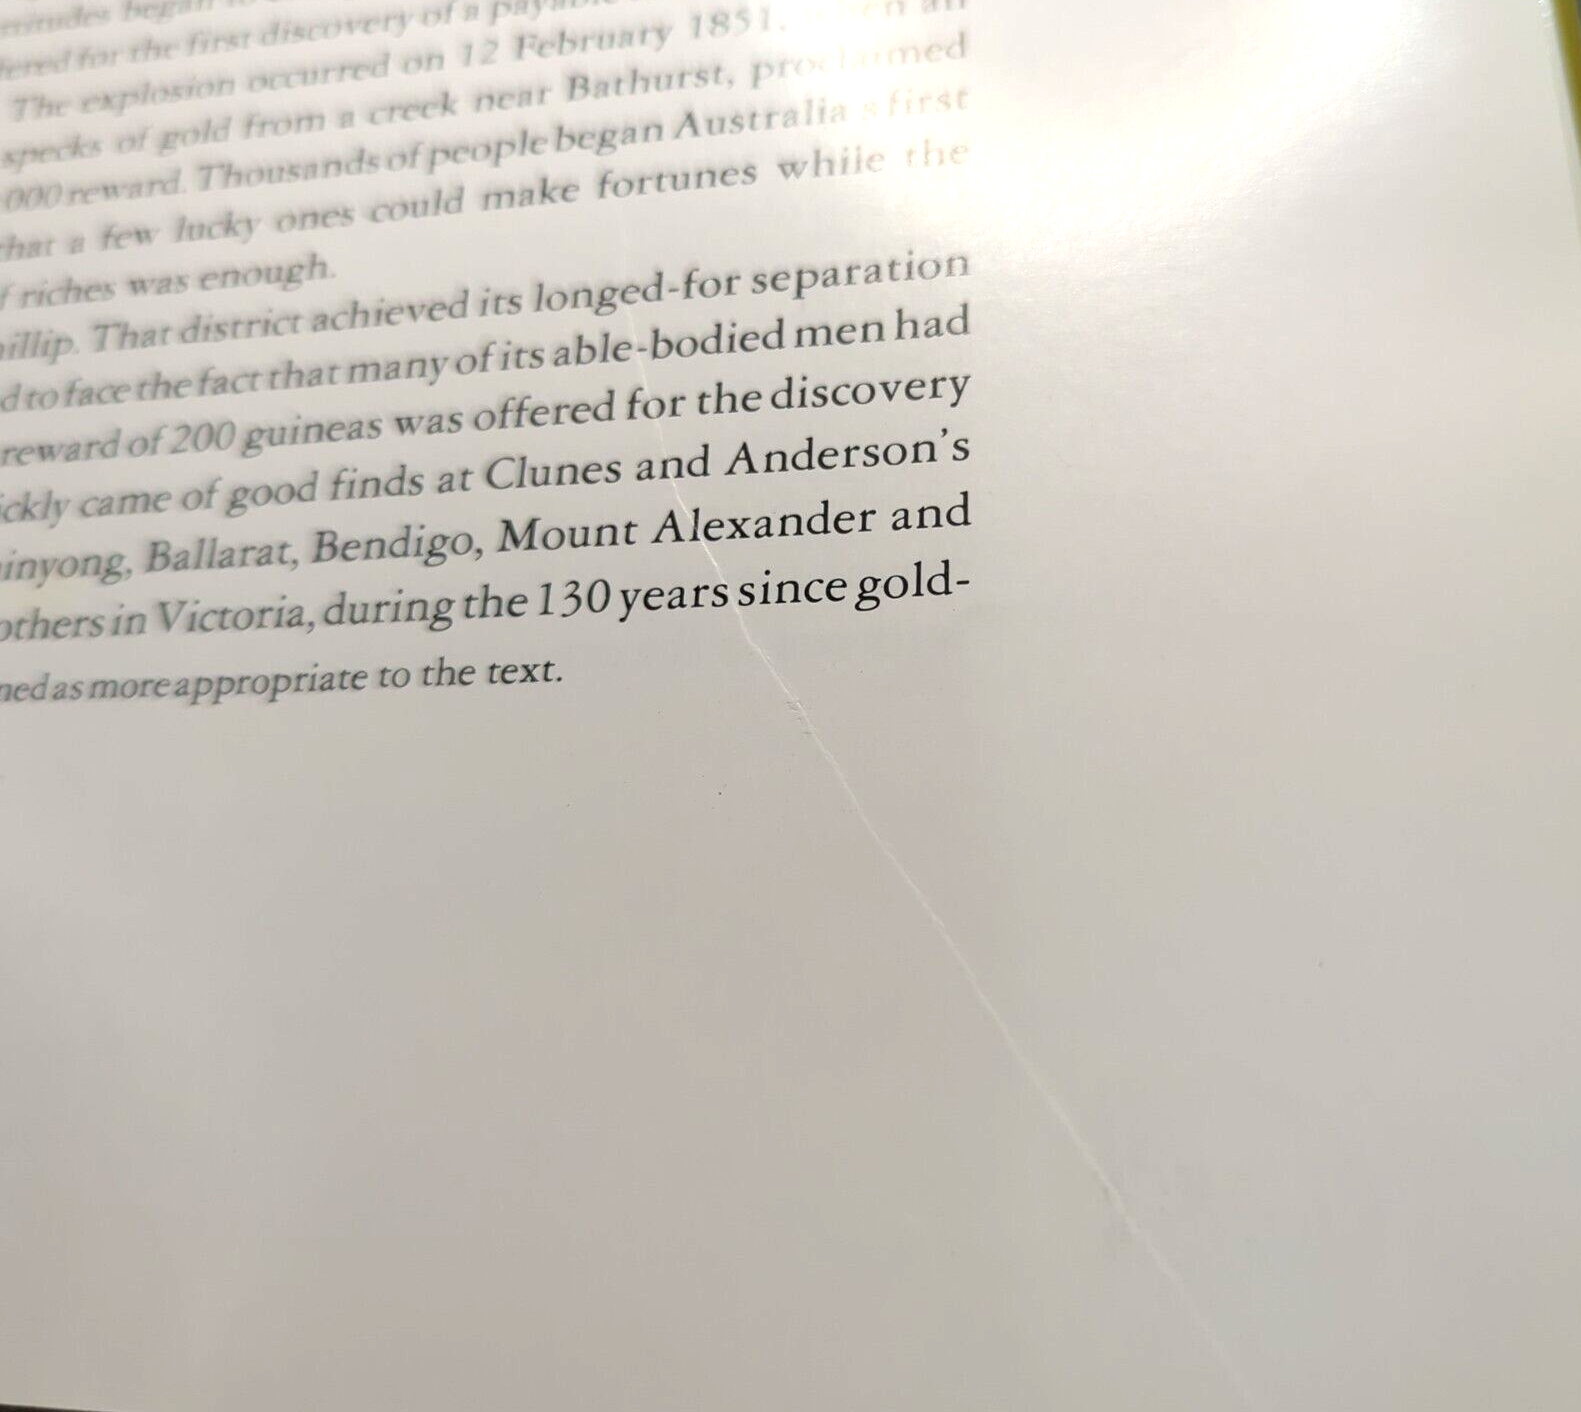 began
ered for the first discovery of a
The explosion occurred on 12 February 1851.
specks of gold from a creek near Bathurst, proclaimed
000 reward. Thousands of people began Australia's first
hat a few lucky ones could make fortunes while the
f riches was enough.
illip. That district achieved its longed-for separation
d to face the fact that many of its able-bodied men had
reward of 200 guineas was offered for the discovery
ickly came of good finds at Clunes and Anderson's
inyong, Ballarat, Bendigo, Mount Alexander and
others in Victoria, during the 130 years since gold-
ned as more appropriate to the text.